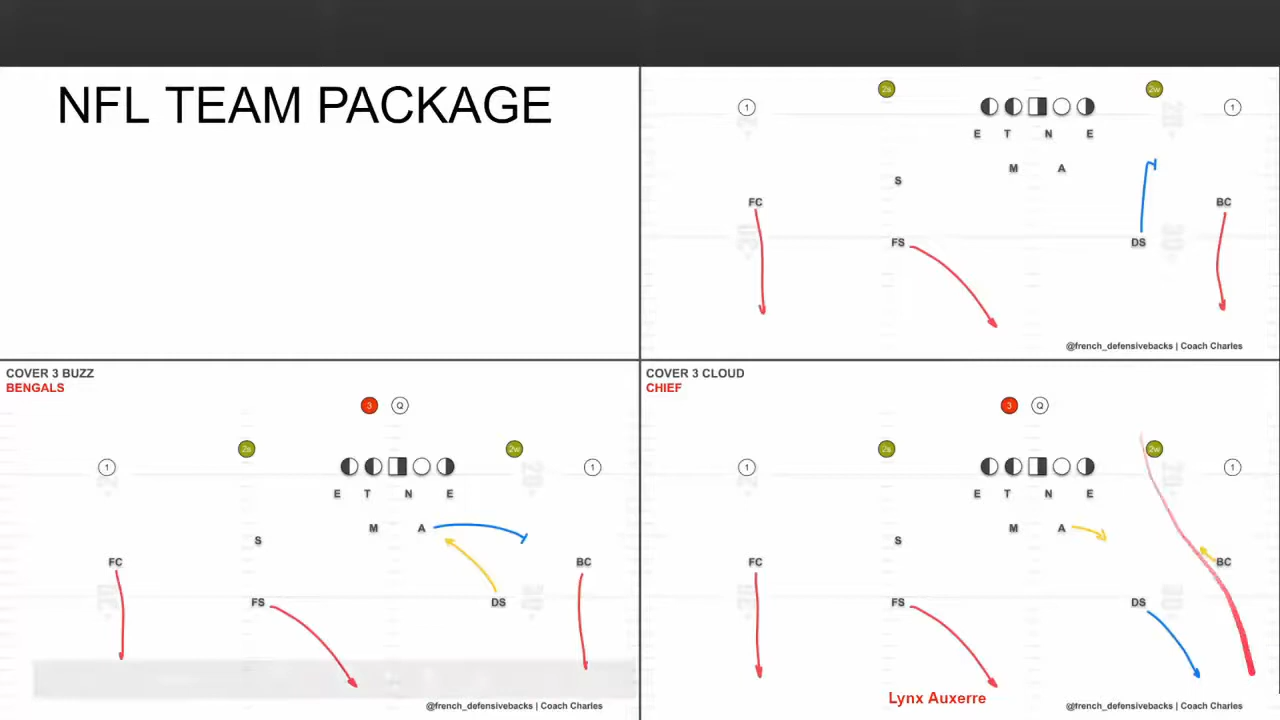 NFL TEAM PACKAGE
2s 2w
1 1
E T N E
M A
S
FC BC
FS DS
@french_defensivebacks | Coach Charles
COVER 3 BUZZ
BENGALS
3 Q
2s 2w
1 1
E T N E
M A
S
FC BC
FS DS
@french_defensivebacks | Coach Charles
COVER 3 CLOUD
CHIEF
3 Q
2s 2w
1 1
E T N E
M A
S
FC BC
FS DS
Lynx Auxerre
@french_defensivebacks | Coach Charles